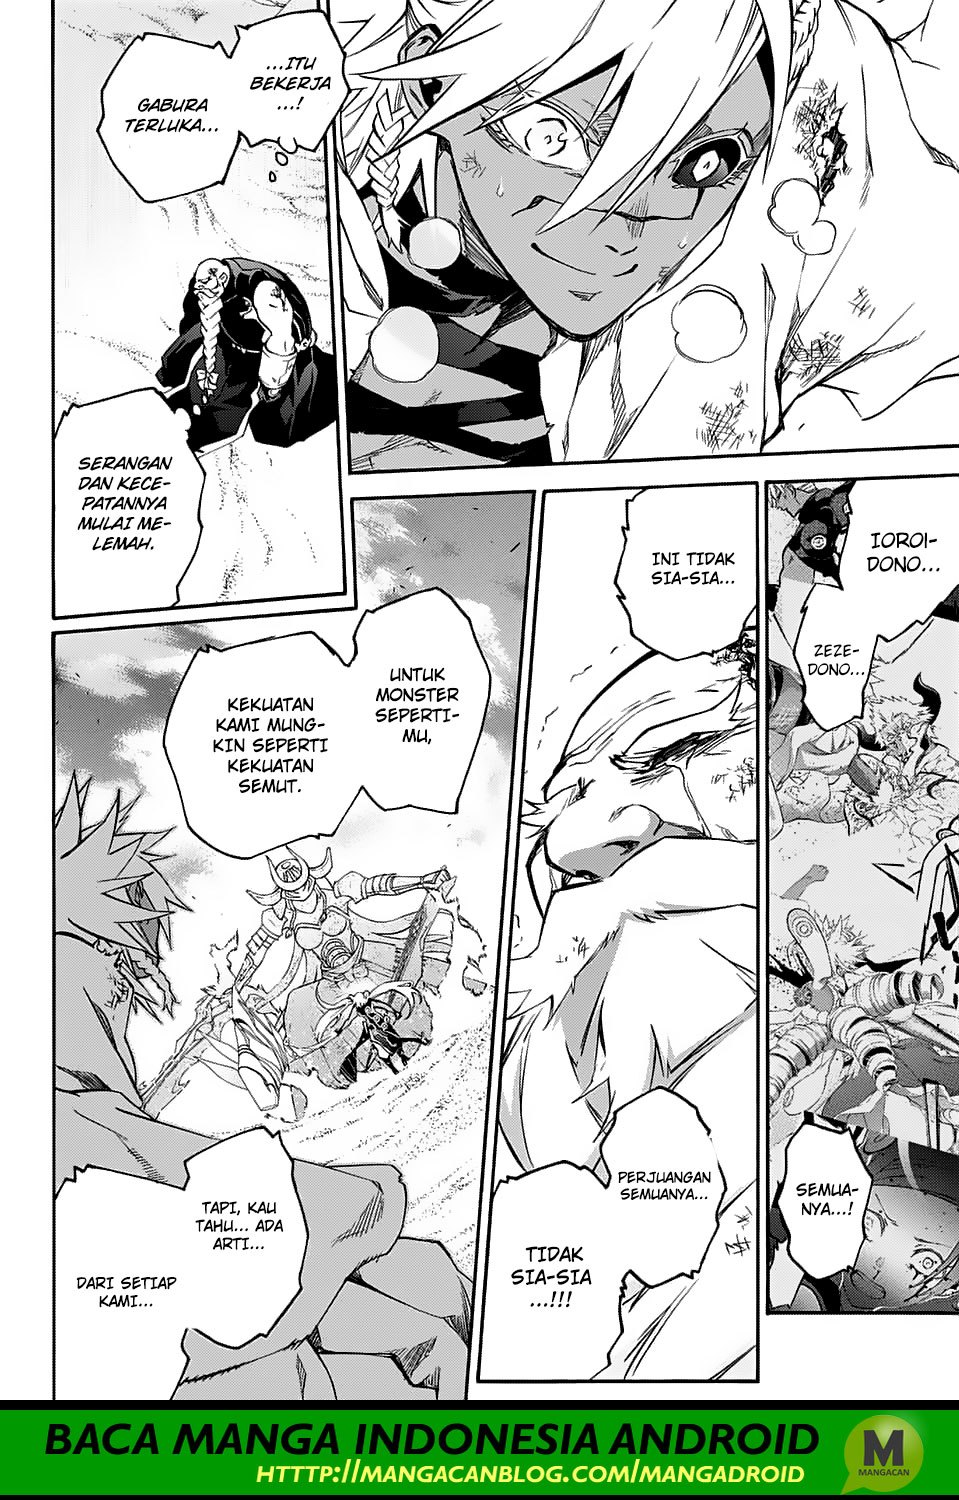 ...ITU
BEKERJA
...!
GABURA
TERLUKA...
SERANGAN
DAN KECE-
PATANNYA
MULAI ME-
LEMAH.
IOROI-
DONO...
ZEZE-
DONO...
SEMUA-
NYA...!
INI TIDAK
SIA-SIA...
PERJUANGAN
SEMUANYA...
TIDAK
SIA-SIA
...!!!
UNTUK
MONSTER
SEPERTI-
MU,
KEKUATAN
KAMI MUNG-
KIN SEPERTI
KEKUATAN
SEMUT.
TAPI, KAU
TAHU... ADA
ARTI...
DARI SETIAP
KAMI...
BACA MANGA INDONESIA ANDROID
HTTTP://MANGACANBLOG.COM/MANGADROID
M
MANGACAN